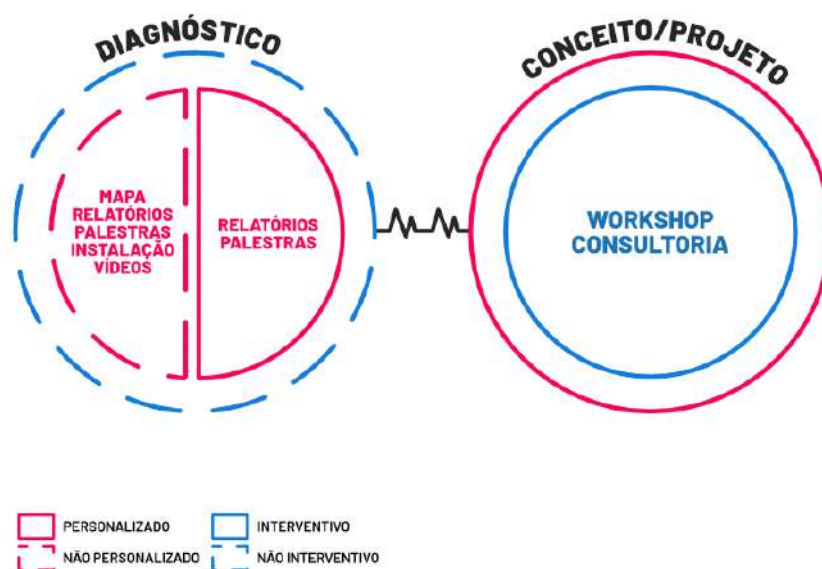 DIAGNÓSTICO
MAPA
RELATÓRIOS
PALESTRAS
INSTALAÇÃO
VÍDEOS
RELATÓRIOS
PALESTRAS
CONCEITO/PROJETO
WORKSHOP
CONSULTORIA
PERSONALIZADO
INTERVENTIVO
NÃO PERSONALIZADO
NÃO INTERVENTIVO